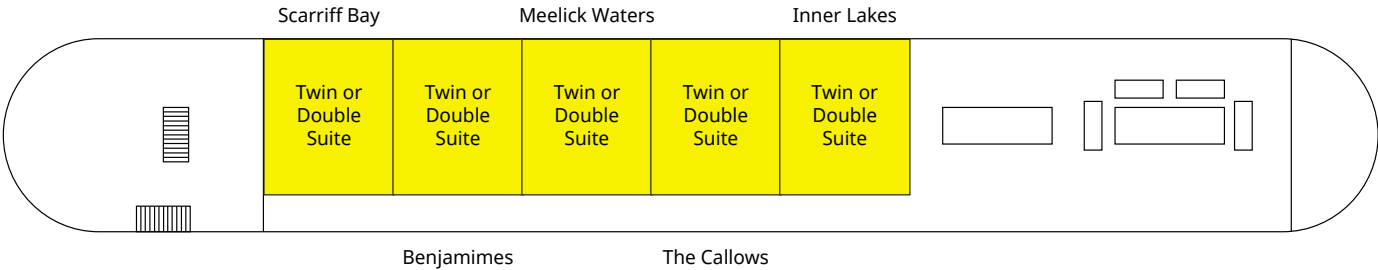 Scarriff Bay
Meelick Waters
Inner Lakes
Twin or
Double
Suite
Twin or
Double
Suite
Twin or
Double
Suite
Twin or
Double
Suite
Twin or
Double
Suite
Benjamimes
The Callows